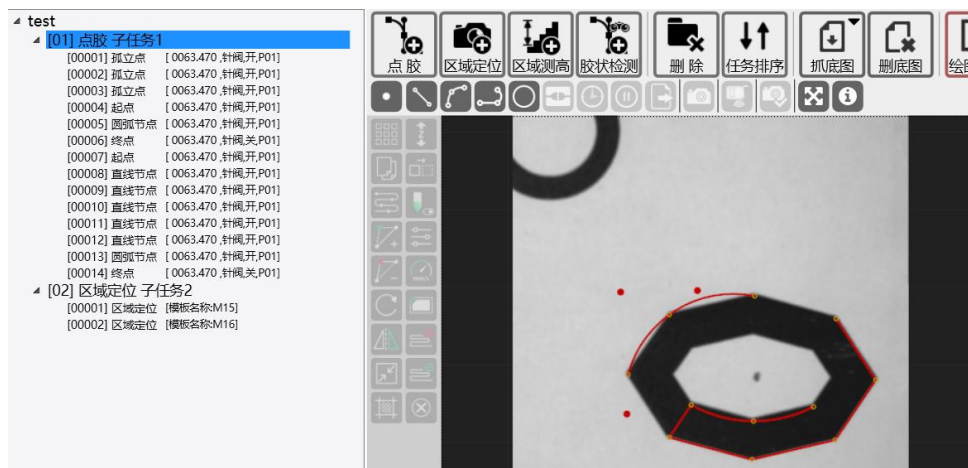 test
[01] 点胶 子任务1
[00001] 孤立点 [ 0063.470 ,针阀,开,P01]
[00002] 孤立点 [ 0063.470 ,针阀,开,P01]
[00003] 孤立点 [ 0063.470 ,针阀,开,P01]
[00004] 起点 [ 0063.470 ,针阀,开,P01]
[00005] 圆弧节点 [ 0063.470 ,针阀,开,P01]
[00006] 终点 [ 0063.470 ,针阀,关,P01]
[00007] 起点 [ 0063.470 ,针阀,开,P01]
[00008] 直线节点 [ 0063.470 ,针阀,开,P01]
[00009] 直线节点 [ 0063.470 ,针阀,开,P01]
[00010] 直线节点 [ 0063.470 ,针阀,开,P01]
[00011] 直线节点 [ 0063.470 ,针阀,开,P01]
[00012] 直线节点 [ 0063.470 ,针阀,开,P01]
[00013] 圆弧节点 [ 0063.470 ,针阀,开,P01]
[00014] 终点 [ 0063.470 ,针阀,关,P01]
[02] 区域定位 子任务2
[00001] 区域定位 [模板名称:M15]
[00002] 区域定位 [模板名称:M16]
点 胶 区域定位 区域测高 胶状检测 删 除 任务排序 抓底图 删底图